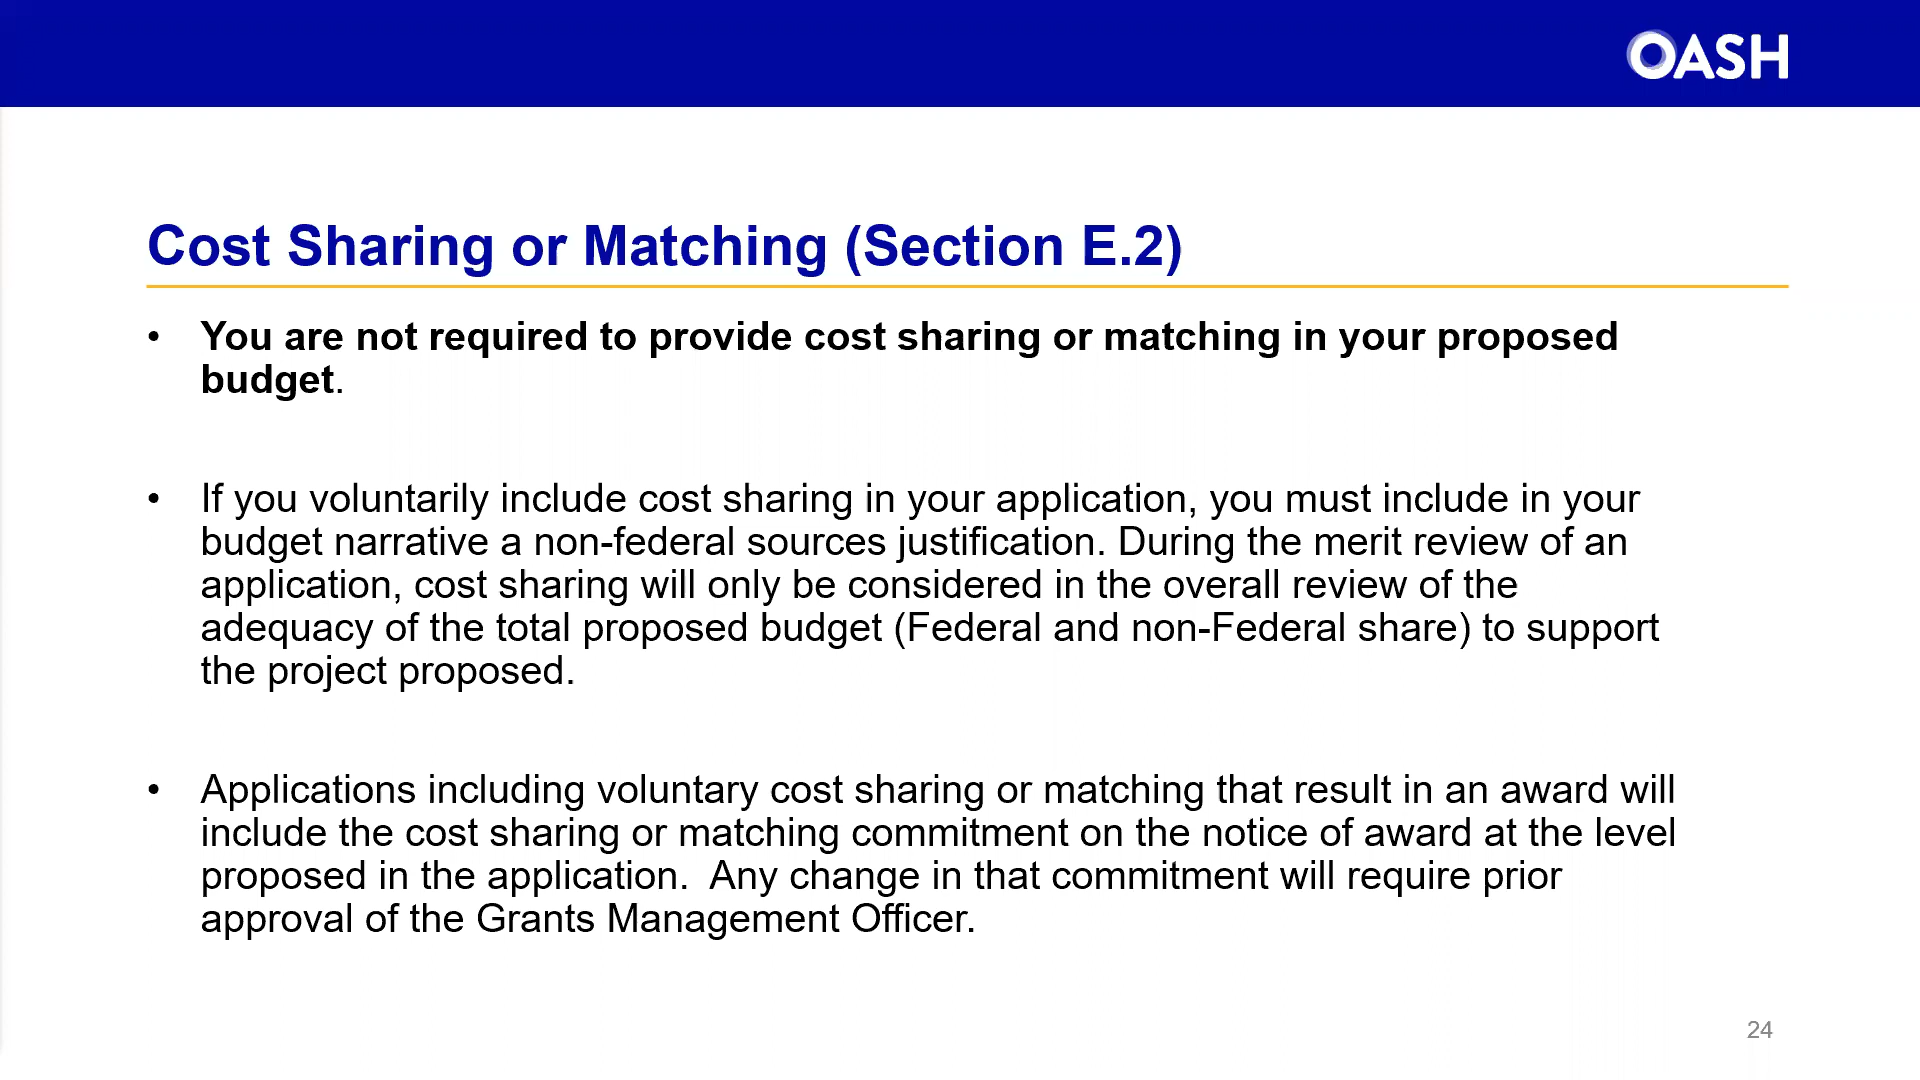 OASH
Cost Sharing or Matching (Section E.2)
• You are not required to provide cost sharing or matching in your proposed
budget.
• If you voluntarily include cost sharing in your application, you must include in your
budget narrative a non-federal sources justification. During the merit review of an
application, cost sharing will only be considered in the overall review of the
adequacy of the total proposed budget (Federal and non-Federal share) to support
the project proposed.
• Applications including voluntary cost sharing or matching that result in an award will
include the cost sharing or matching commitment on the notice of award at the level
proposed in the application.  Any change in that commitment will require prior
approval of the Grants Management Officer.
24